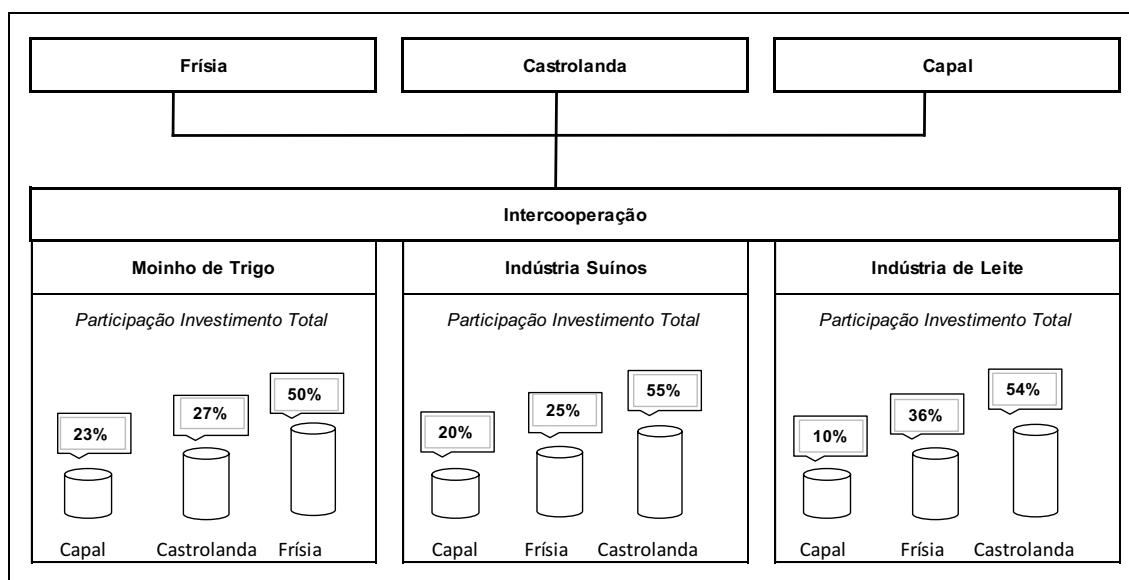 Frísia
Castrolanda
Capal
Intercooperação
Moinho de Trigo
Participação Investimento Total
23%
27%
50%
Capal
Castrolanda
Frísia
Indústria Suínos
Participação Investimento Total
20%
25%
55%
Capal
Frísia
Castrolanda
Indústria de Leite
Participação Investimento Total
10%
36%
54%
Capal
Frísia
Castrolanda